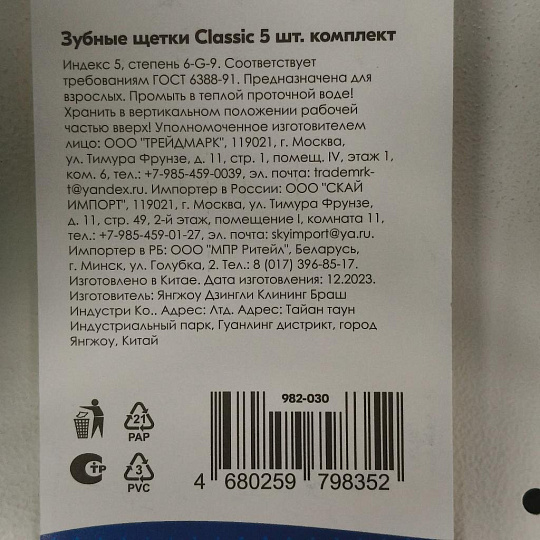 Зубные щетки Classic 5 шт. комплект
Индекс 5, степень 6-G-9. Соответствует
требованиям ГОСТ 6388-91. Предназначена для
взрослых. Промыть в теплой проточной воде!
Хранить в вертикальном положении рабочей
частью вверх! Уполномоченное изготовителем
лицо: ООО "ТРЕЙДМАРК", 119021, г. Москва,
ул. Тимура Фрунзе, д. 11, стр. 1, помещ. IV, этаж 1,
ком. 6, тел.: +7-985-459-0039, эл. почта: trademrk-
t@yandex.ru. Импортер в России: ООО "СКАЙ
ИМПОРТ", 119021, г. Москва, ул. Тимура Фрунзе,
д. 11, стр. 49, 2-й этаж, помещение I, комната 11,
тел.: +7-985-459-01-27, эл. почта: skyimport@ya.ru.
Импортер в РБ: ООО "МПР Ритейл", Беларусь,
г. Минск, ул. Голубка, 2. Тел.: 8 (017) 396-85-17.
Изготовлено в Китае. Дата изготовления: 12.2023.
Изготовитель: Янгжоу Дзингли Клининг Браш
Индустри Ко., Адрес: Лтд. Адрес: Тайан таун
Индустриальный парк, Гуанлинг дистрикт, город
Янгжоу, Китай
982-030
21
PAP
СТР
3
PVC
4 680259 798352